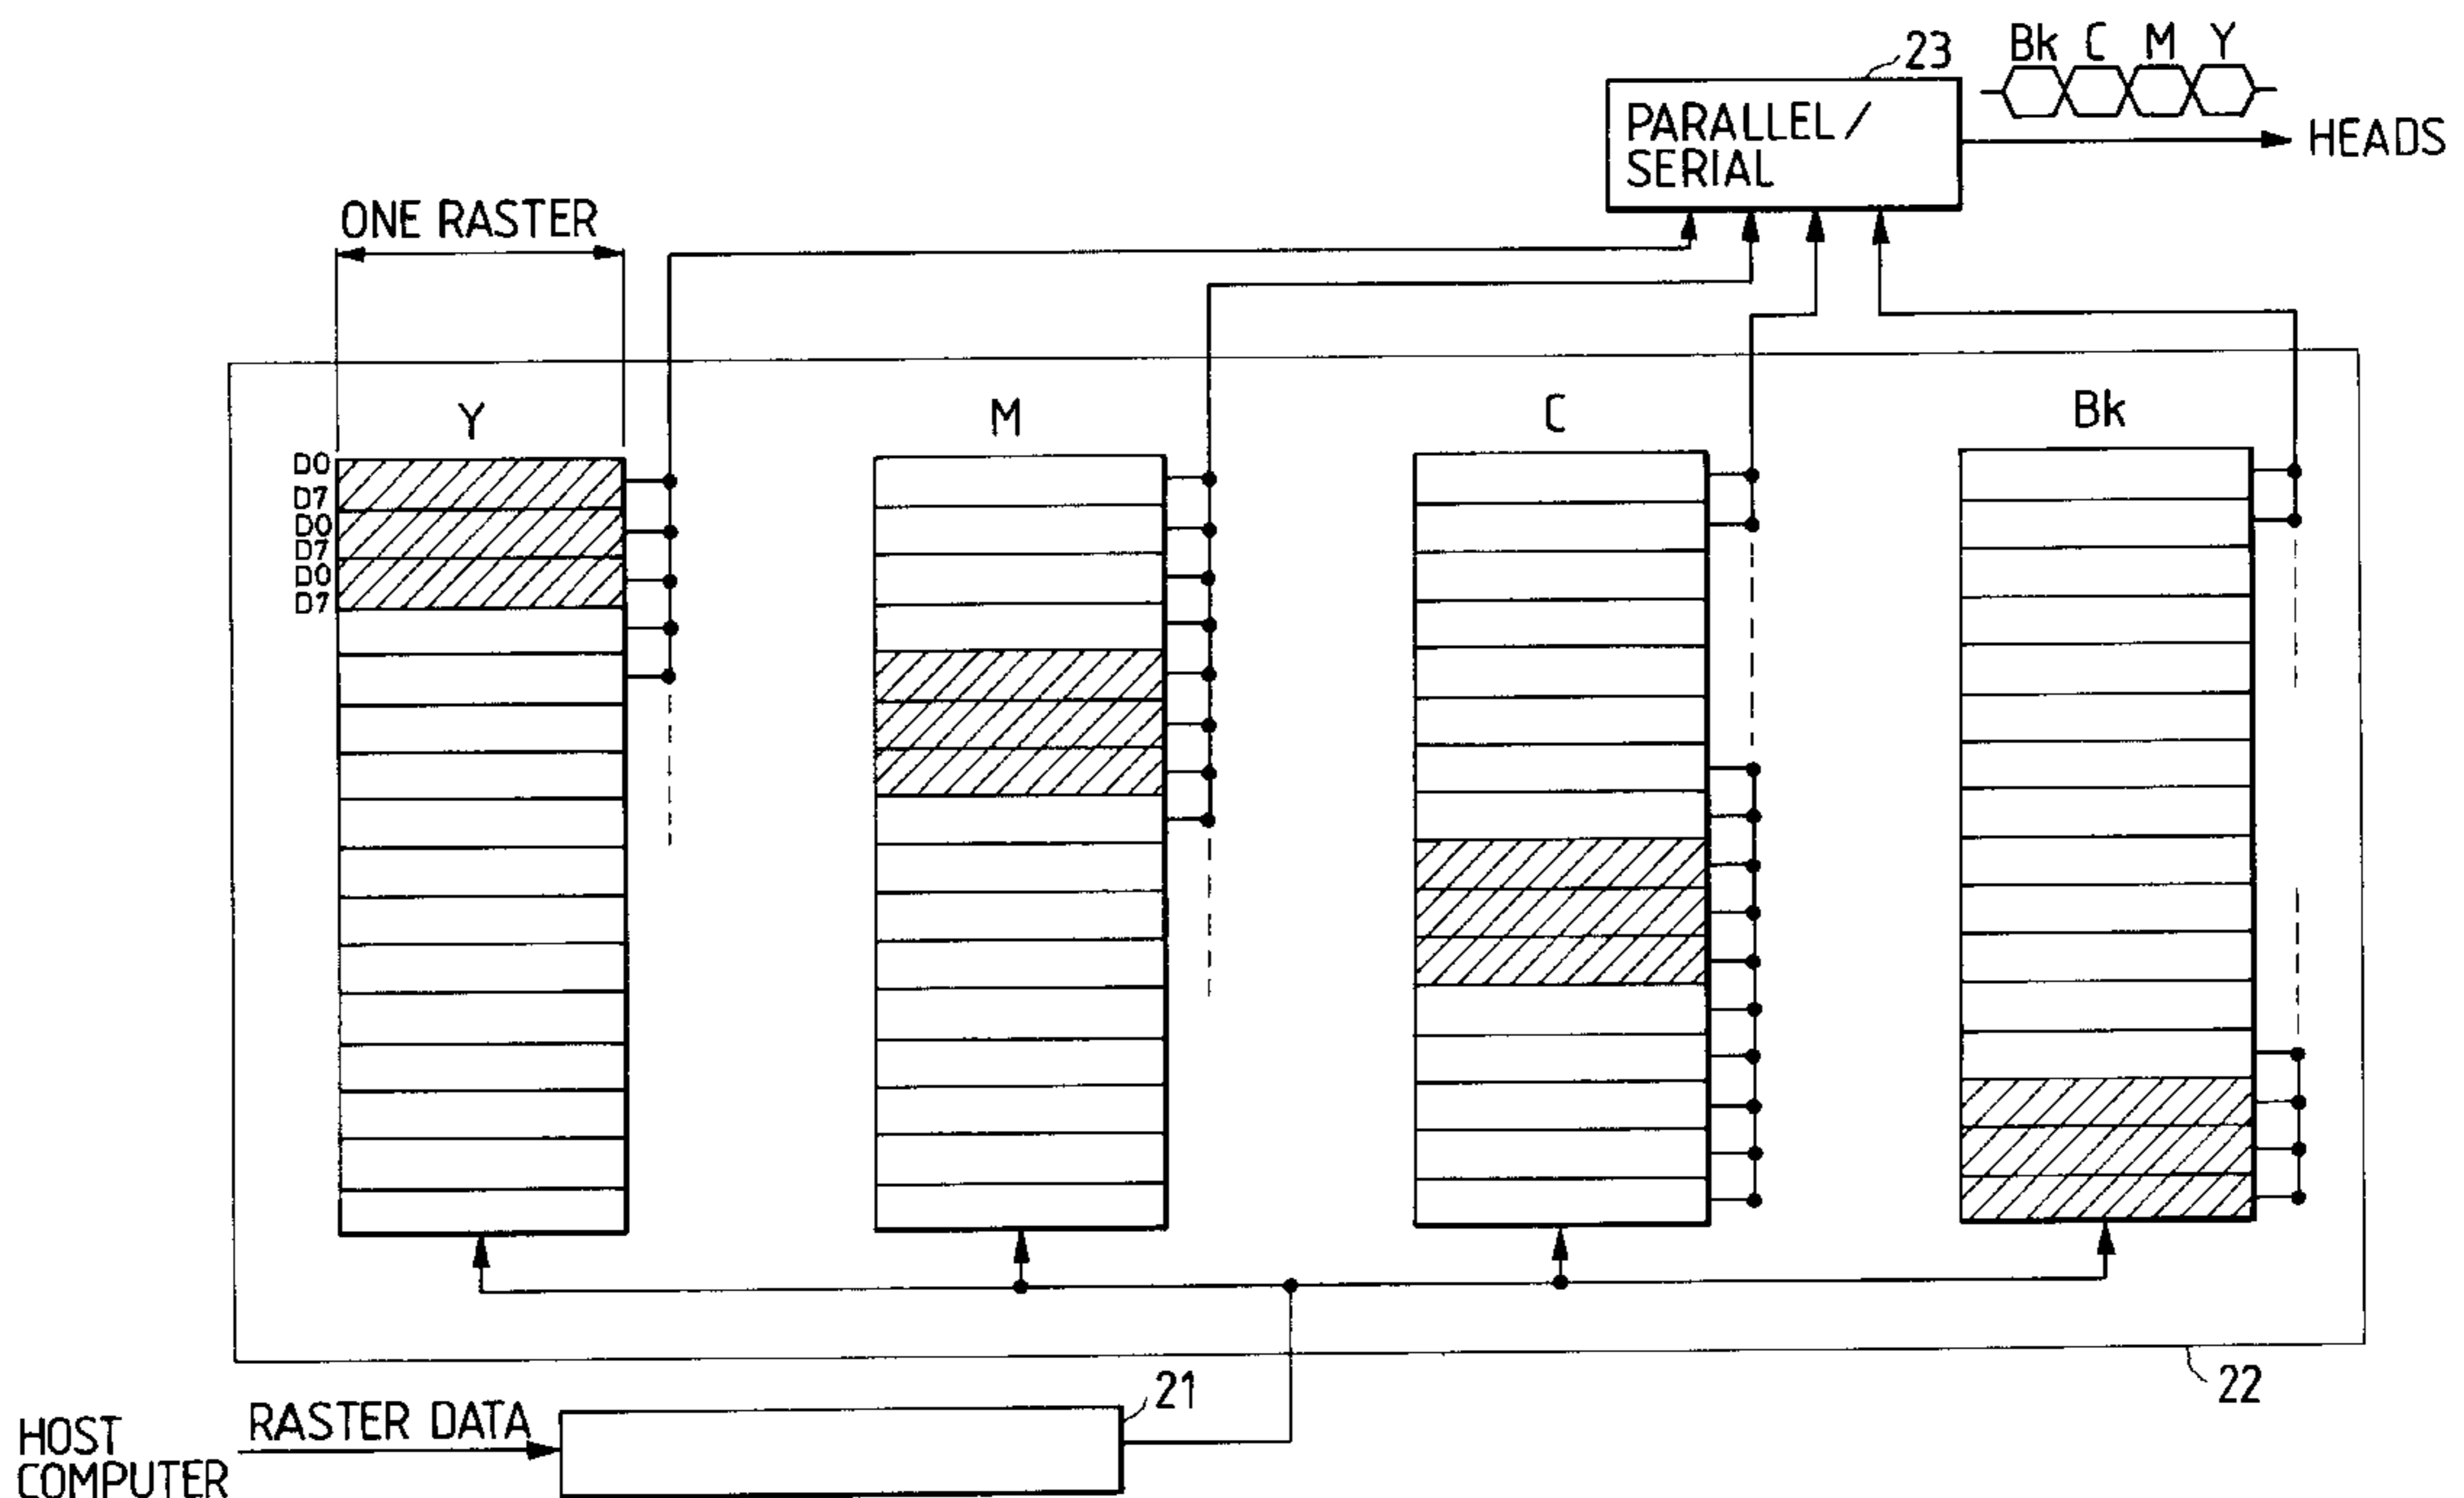 Bk C M Y
23
PARALLEL /
SERIAL
HEADS
ONE RASTER
Y
M
C
Bk
D0
D7
D0
D7
D0
D7
22
21
RASTER DATA
HOST
COMPUTER